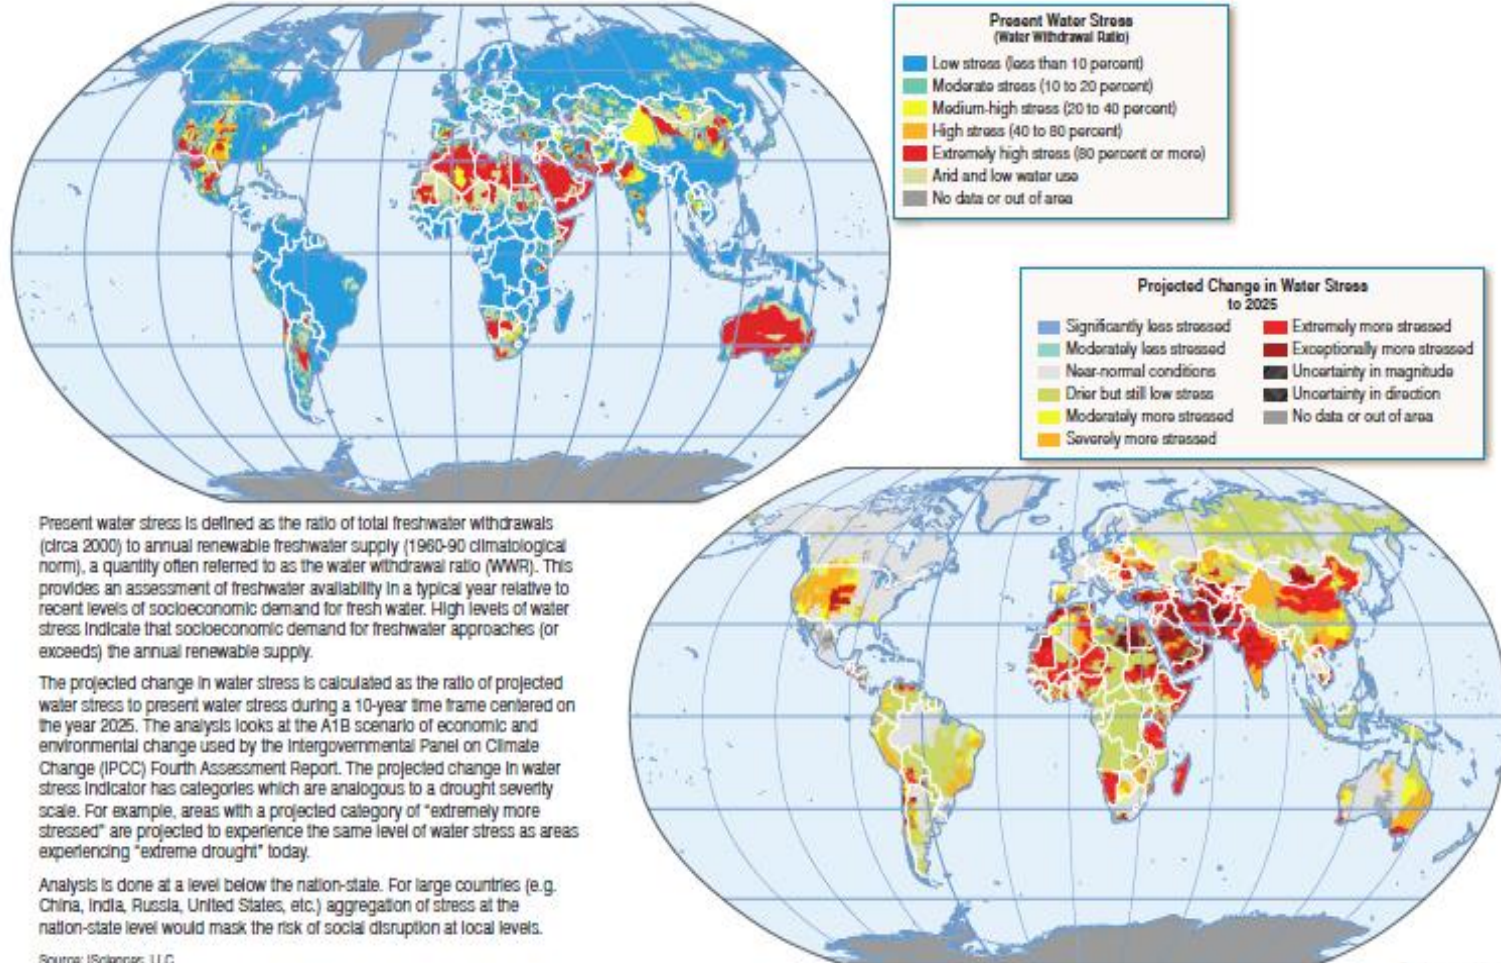 Present Water Stress
(Water Withdrawal Ratio)
Low stress (less than 10 percent)
Moderate stress (10 to 20 percent)
Medium-high stress (20 to 40 percent)
High stress (40 to 80 percent)
Extremely high stress (80 percent or more)
Arid and low water use
No data or out of area
Projected Change in Water Stress
to 2025
Significantly less stressed
Moderately less stressed
Near-normal conditions
Drier but still low stress
Moderately more stressed
Severely more stressed
Extremely more stressed
Exceptionally more stressed
Uncertainty in magnitude
Uncertainty in direction
No data or out of area
Present water stress is defined as the ratio of total freshwater withdrawals
(circa 2000) to annual renewable freshwater supply (1960-90 climatological
norm), a quantity often referred to as the water withdrawal ratio (WWR). This
provides an assessment of freshwater availability in a typical year relative to
recent levels of socioeconomic demand for fresh water. High levels of water
stress indicate that socioeconomic demand for freshwater approaches (or
exceeds) the annual renewable supply.
The projected change in water stress is calculated as the ratio of projected
water stress to present water stress during a 10-year time frame centered on
the year 2025. The analysis looks at the A1B scenario of economic and
environmental change used by the Intergovernmental Panel on Climate
Change (IPCC) Fourth Assessment Report. The projected change in water
stress indicator has categories which are analogous to a drought severity
scale. For example, areas with a projected category of "extremely more
stressed" are projected to experience the same level of water stress as areas
experiencing "extreme drought" today.
Analysis is done at a level below the nation-state. For large countries (e.g.
China, India, Russia, United States, etc.) aggregation of stress at the
nation-state level would mask the risk of social disruption at local levels.
Source: ISciences, LLC